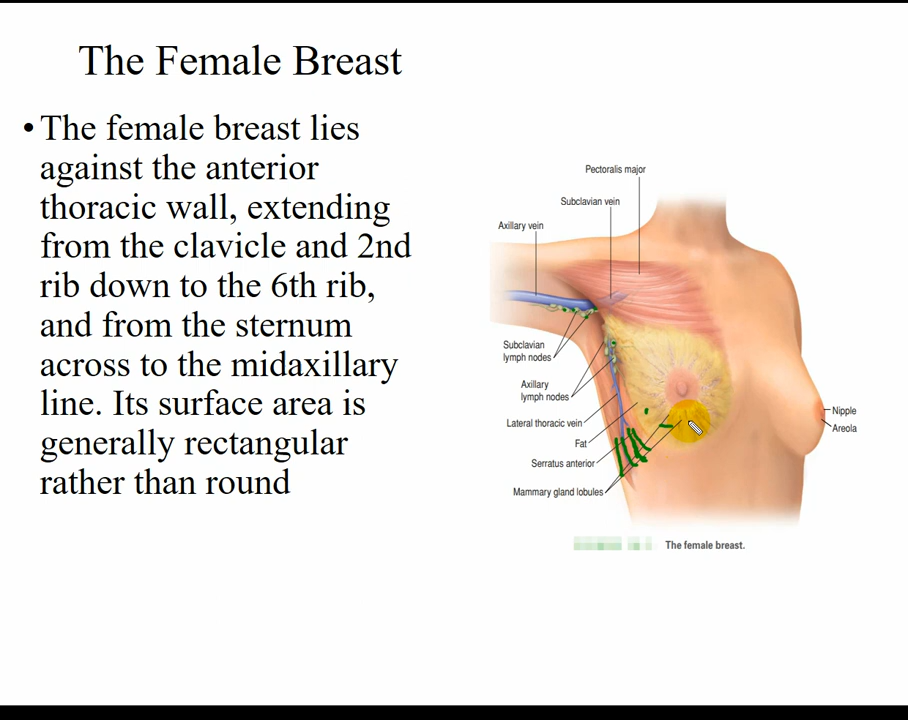 The Female Breast
• The female breast lies
against the anterior
thoracic wall, extending
from the clavicle and 2nd
rib down to the 6th rib,
and from the sternum
across to the midaxillary
line. Its surface area is
generally rectangular
rather than round
Pectoralis major
Subclavian vein
Axillary vein
Subclavian
lymph nodes
Axillary
lymph nodes
Lateral thoracic vein
Fat
Serratus anterior
Mammary gland lobules
Nipple
Areola
The female breast.